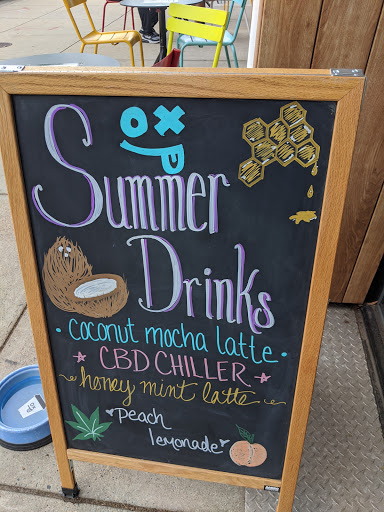 Summer
Drinks
• coconut mocha latte •
CBD CHILLER
honey mint latte
Peach
lemonade